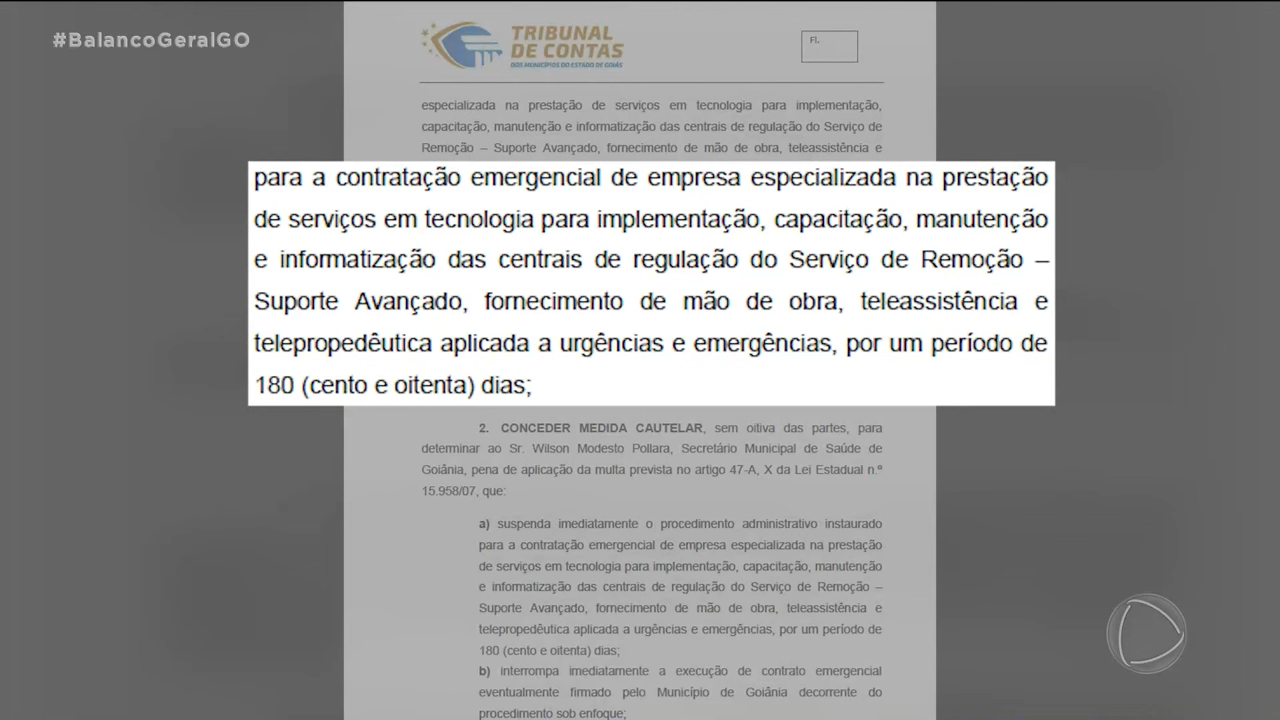 #BalancoGeralGO
TRIBUNAL
DE CONTAS
DOS MUNICÍPIOS DO ESTADO DE GOIÁS
Fl.
especializada na prestação de serviços em tecnologia para implementação,
capacitação, manutenção e informatização das centrais de regulação do Serviço de
Remoção – Suporte Avançado, fornecimento de mão de obra, teleassistência e
para a contratação emergencial de empresa especializada na prestação
de serviços em tecnologia para implementação, capacitação, manutenção
e informatização das centrais de regulação do Serviço de Remoção –
Suporte Avançado, fornecimento de mão de obra, teleassistência e
telepropedêutica aplicada a urgências e emergências, por um período de
180 (cento e oitenta) dias;
2. CONCEDER MEDIDA CAUTELAR, sem oitiva das partes, para
determinar ao Sr. Wilson Modesto Pollara, Secretário Municipal de Saúde de
Goiânia, pena de aplicação da multa prevista no artigo 47-A, X da Lei Estadual n.º
15.958/07, que:
a) suspenda imediatamente o procedimento administrativo instaurado
para a contratação emergencial de empresa especializada na prestação
de serviços em tecnologia para implementação, capacitação, manutenção
e informatização das centrais de regulação do Serviço de Remoção –
Suporte Avançado, fornecimento de mão de obra, teleassistência e
telepropedêutica aplicada a urgências e emergências, por um período de
180 (cento e oitenta) dias;
b) interrompa imediatamente a execução de contrato emergencial
eventualmente firmado pelo Município de Goiânia decorrente do
procedimento sob enfoque;